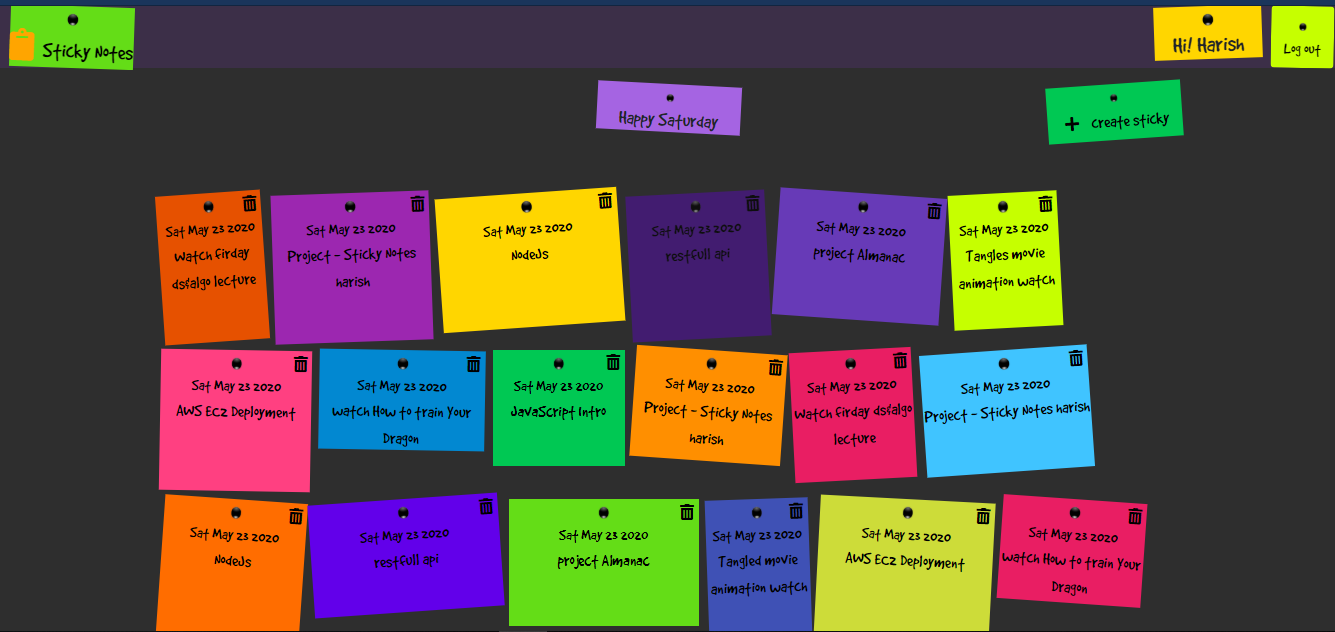 Sticky Notes
Hi! Harish
Log out
Happy Saturday
+ create sticky
Sat May 23 2020
Watch firday
ds&algo lecture
Sat May 23 2020
Project - Sticky Notes
harish
Sat May 23 2020
NodeJs
Sat May 23 2020
restfull api
Sat May 23 2020
project Almanac
Sat May 23 2020
Tangles movie
animation watch
Sat May 23 2020
AWS EC2 Deployment
Sat May 23 2020
watch How to train Your
Dragon
Sat May 23 2020
JavaScript Intro
Sat May 23 2020
Project - Sticky Notes
harish
Sat May 23 2020
Watch firday ds&algo
lecture
Sat May 23 2020
Project - Sticky Notes harish
Sat May 23 2020
NodeJs
Sat May 23 2020
restfull api
Sat May 23 2020
project Almanac
Sat May 23 2020
Tangled movie
animation watch
Sat May 23 2020
AWS EC2 Deployment
Sat May 23 2020
watch How to train Your
Dragon